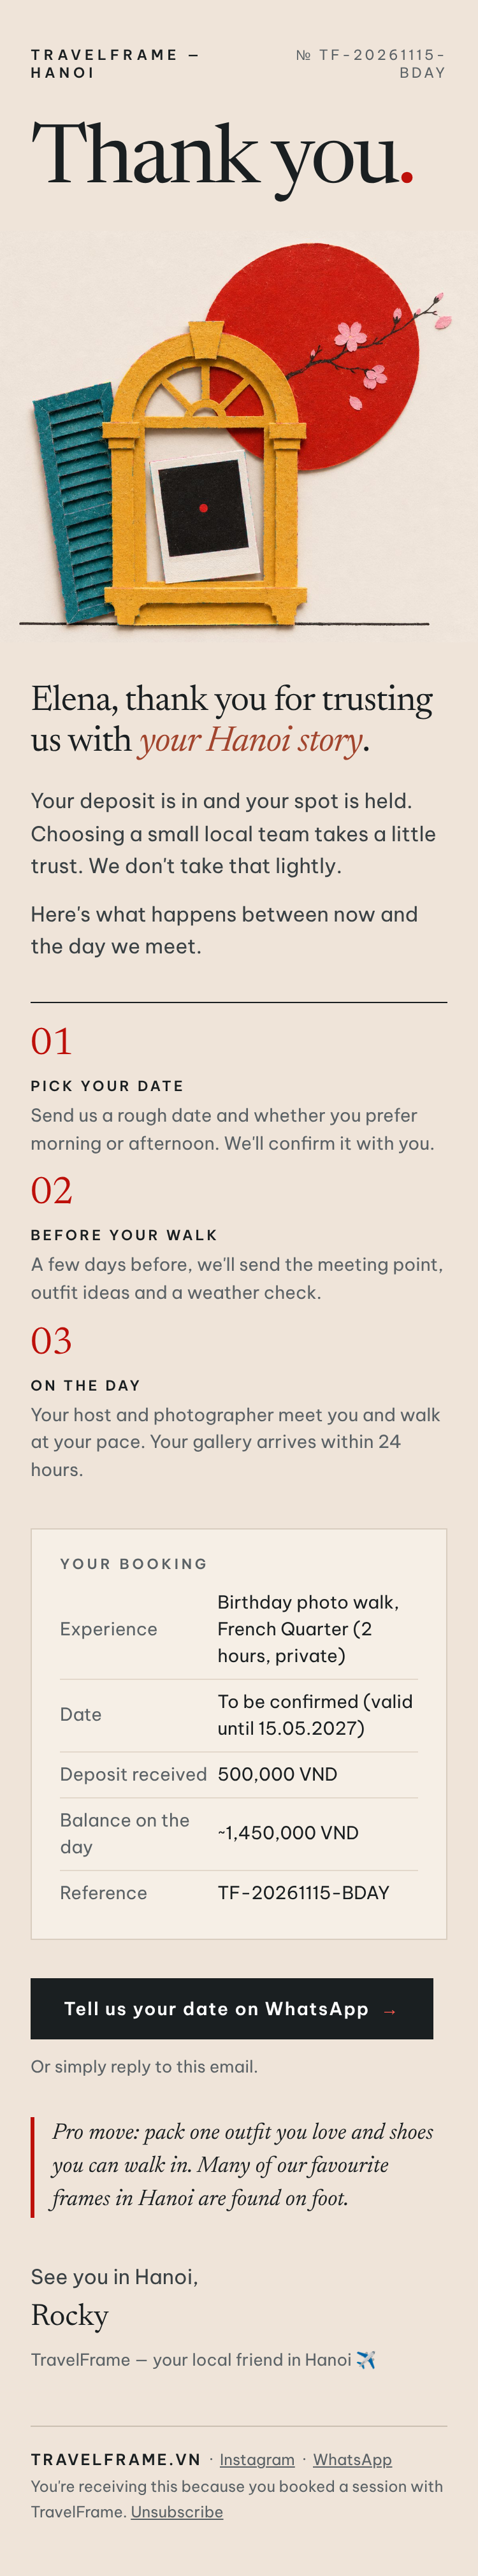 TRAVELFRAME —
HANOI
№ TF-20261115-
BDAY
Thank you.
Elena, thank you for trusting
us with your Hanoi story.
Your deposit is in and your spot is held.
Choosing a small local team takes a little
trust. We don't take that lightly.
Here's what happens between now and
the day we meet.
01
PICK YOUR DATE
Send us a rough date and whether you prefer
morning or afternoon. We'll confirm it with you.
02
BEFORE YOUR WALK
A few days before, we'll send the meeting point,
outfit ideas and a weather check.
03
ON THE DAY
Your host and photographer meet you and walk
at your pace. Your gallery arrives within 24
hours.
YOUR BOOKING
Experience
Birthday photo walk,
French Quarter (2
hours, private)
Date
To be confirmed (valid
until 15.05.2027)
Deposit received 500,000 VND
Balance on the
day
~1,450,000 VND
Reference TF-20261115-BDAY
Tell us your date on WhatsApp →
Or simply reply to this email.
Pro move: pack one outfit you love and shoes
you can walk in. Many of our favourite
frames in Hanoi are found on foot.
See you in Hanoi,
Rocky
TravelFrame — your local friend in Hanoi ✈️
TRAVELFRAME.VN · Instagram · WhatsApp
You're receiving this because you booked a session with
TravelFrame. Unsubscribe